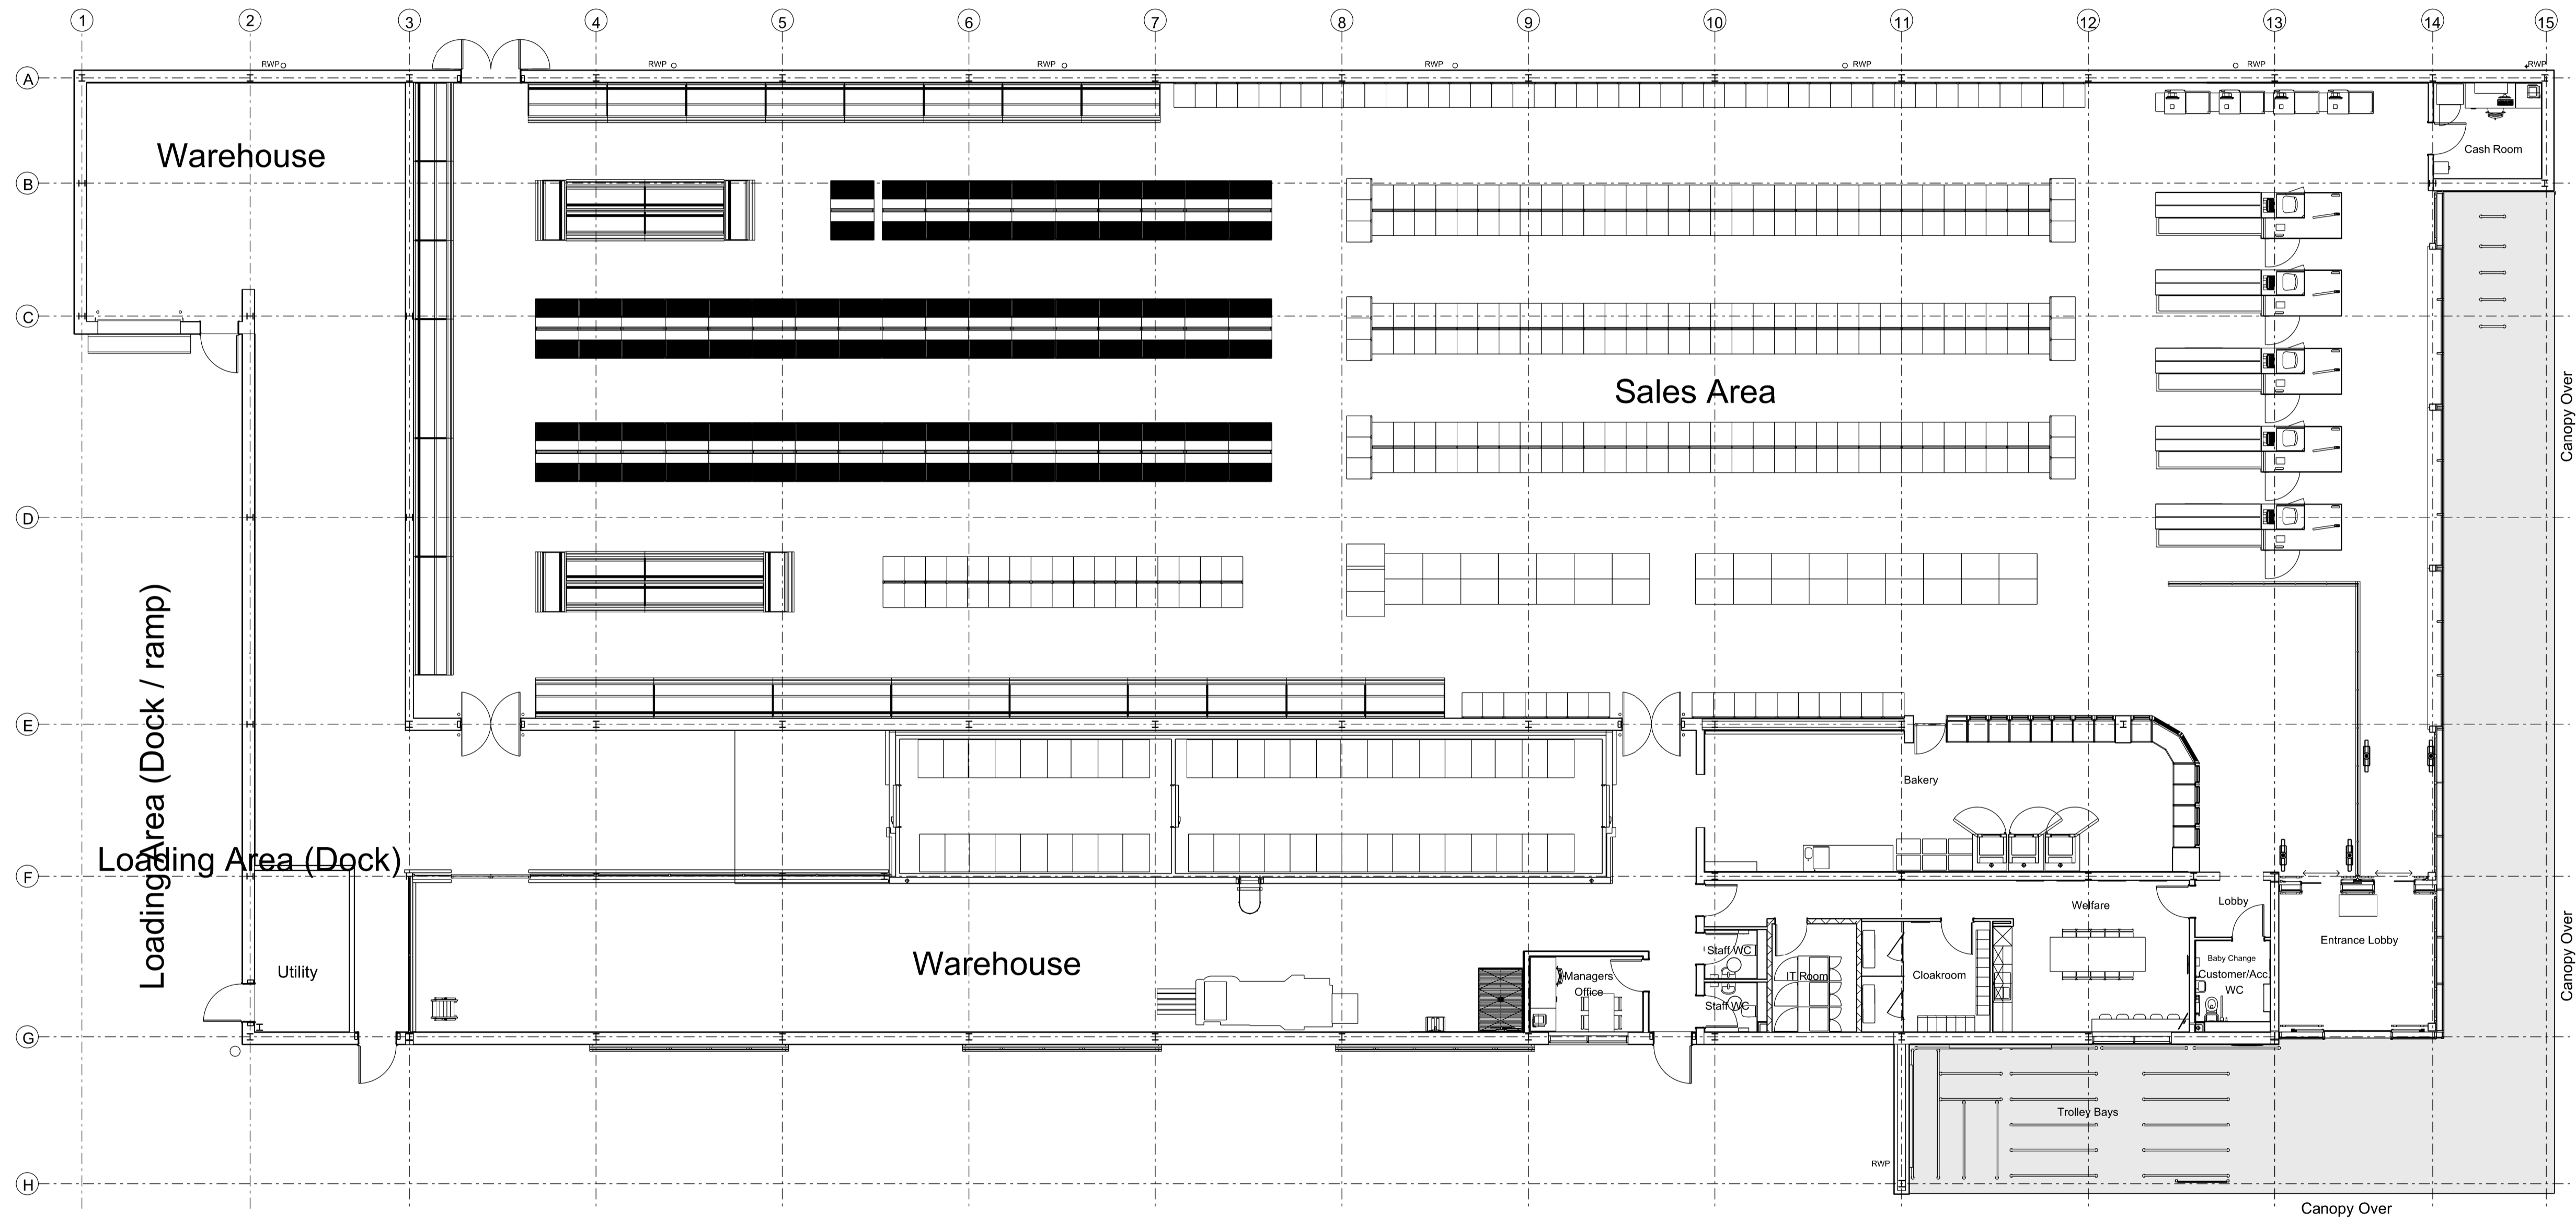 1 2 3 4 5 6 7 8 9 10 11 12 13 14 15
RWP RWP RWP RWP RWP RWP RWP
A
Warehouse
Cash Room
B
C
Sales Area
Canopy Over
D
Loading Area (Dock / ramp)
E
Bakery
Loading Area (Dock)
F
Welfare
Lobby
Canopy Over
Entrance Lobby
Staff WC
Baby Change
Warehouse
Utility
Managers
Office
IT Room
Cloakroom
Customer/Acc.
WC
Staff WC
G
Trolley Bays
RWP
H
Canopy Over